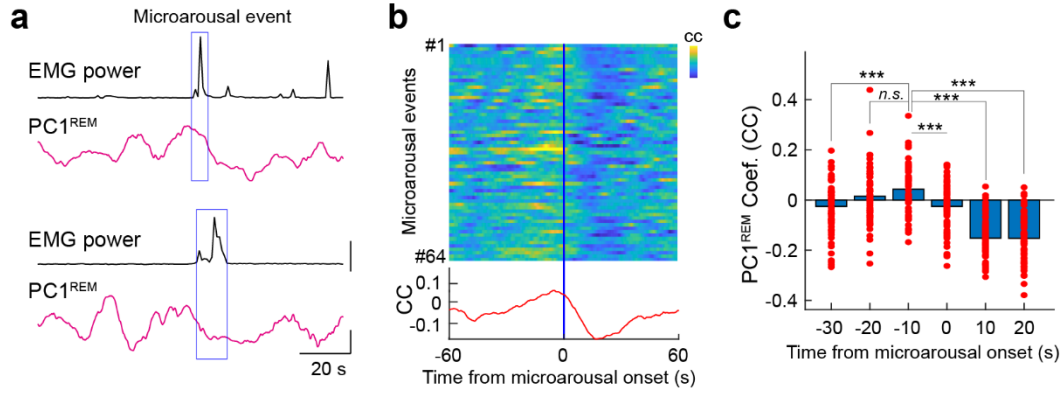 a
Microarousal event
EMG power
PC1REM
EMG power
PC1REM
20 s
b
cc
60
-60
#1
Microarousal events
#64
CC
0.1
0
-0.1
-60
0
60
Time from microarousal onset (s)
c
***
***
n.s.
***
***
PC1REM Coef. (CC)
0.4
0.2
0
-0.2
-0.4
-30
-20
-10
0
10
20
Time from microarousal onset (s)